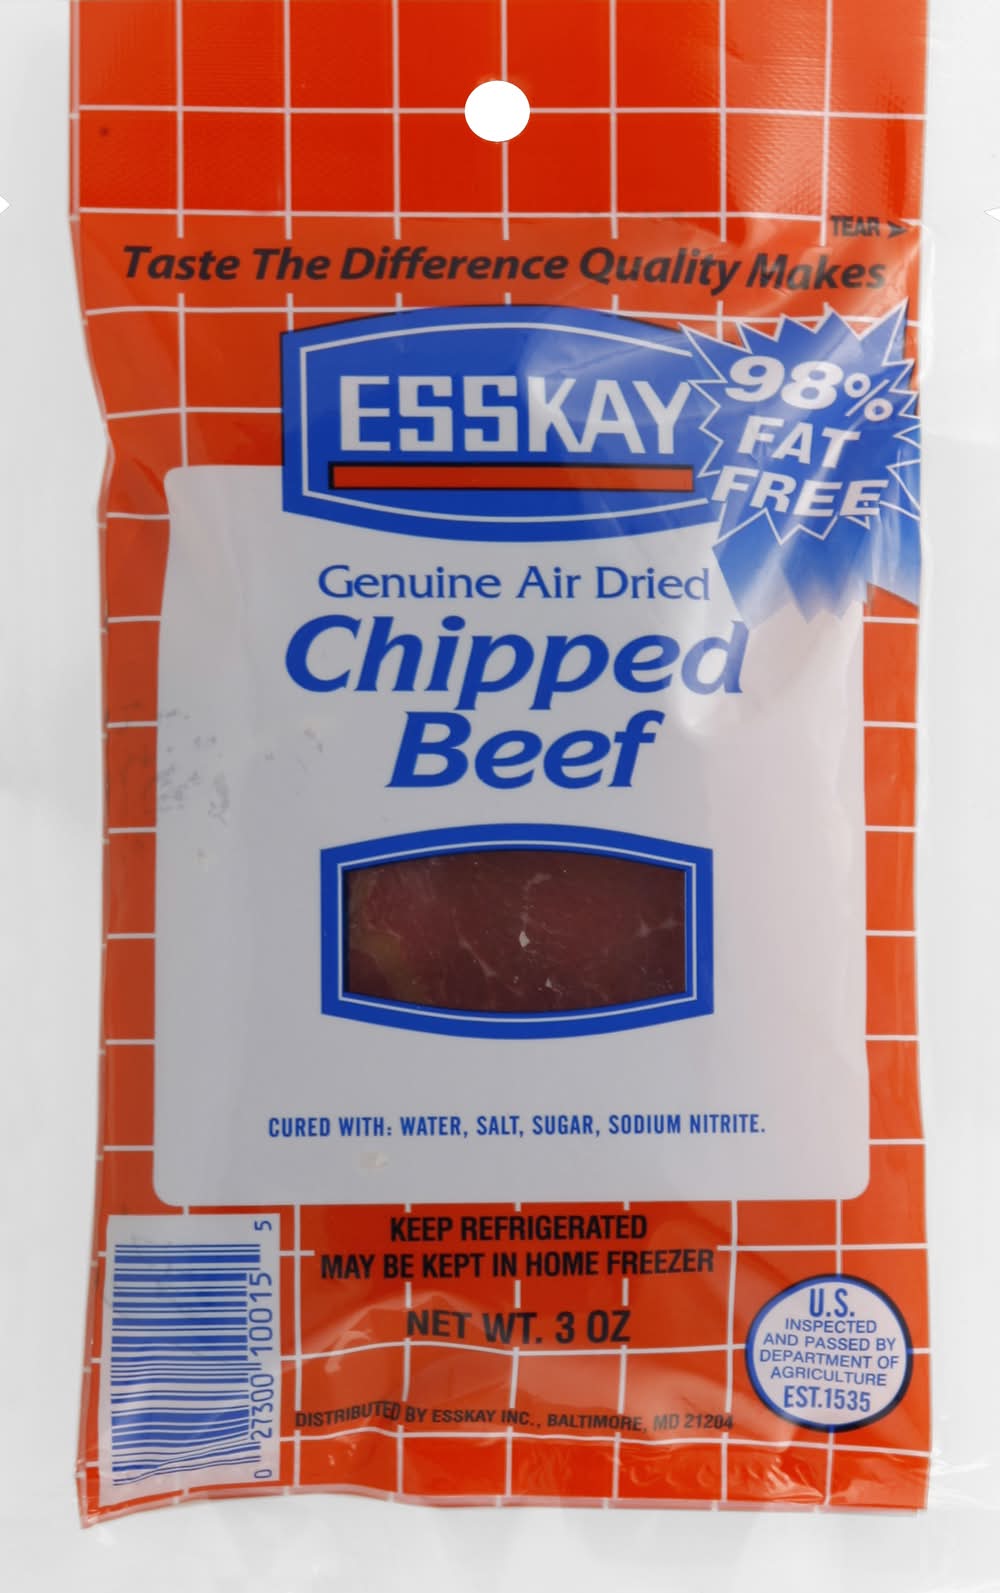 TEAR
Taste The Difference Quality Makes
ESSKAY
98%
FAT
FREE
Genuine Air Dried
Chipped
Beef
CURED WITH: WATER, SALT, SUGAR, SODIUM NITRITE.
KEEP REFRIGERATED
MAY BE KEPT IN HOME FREEZER
NET WT. 3 OZ
DISTRIBUTED BY ESSKAY INC., BALTIMORE, MD 21204
0 27300 10015 5
U.S.
INSPECTED
AND PASSED BY
DEPARTMENT OF
AGRICULTURE
EST.1535